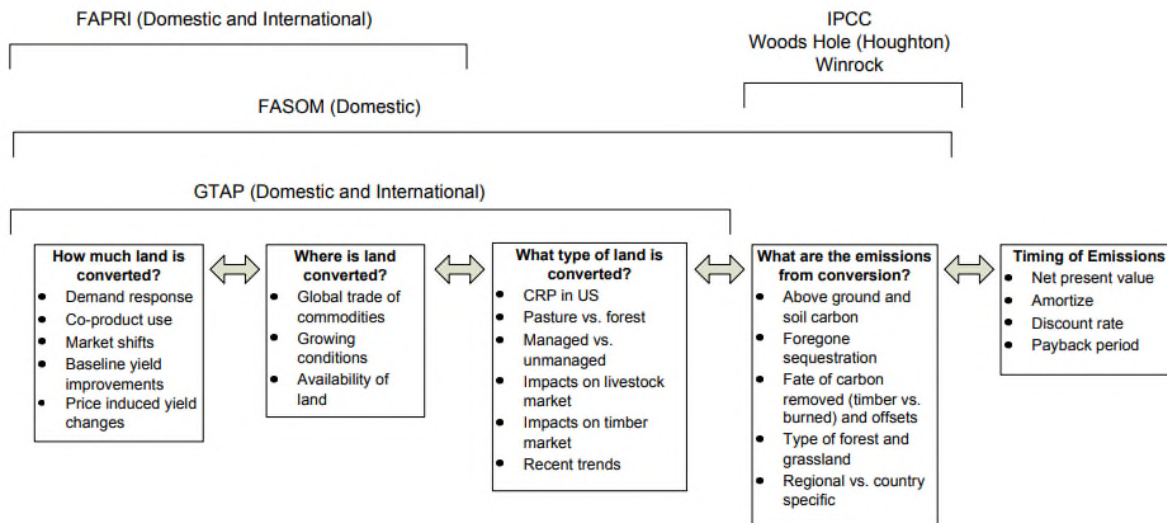 FAPRI (Domestic and International)
IPCC
Woods Hole (Houghton)
Winrock
FASOM (Domestic)
GTAP (Domestic and International)
How much land is
converted?
• Demand response
• Co-product use
• Market shifts
• Baseline yield
improvements
• Price induced yield
changes
Where is land
converted?
• Global trade of
commodities
• Growing
conditions
• Availability of
land
What type of land is
converted?
• CRP in US
• Pasture vs. forest
• Managed vs.
unmanaged
• Impacts on livestock
market
• Impacts on timber
market
• Recent trends
What are the emissions
from conversion?
• Above ground and
soil carbon
• Foregone
sequestration
• Fate of carbon
removed (timber vs.
burned) and offsets
• Type of forest and
grassland
• Regional vs. country
specific
Timing of Emissions
• Net present value
• Amortize
• Discount rate
• Payback period